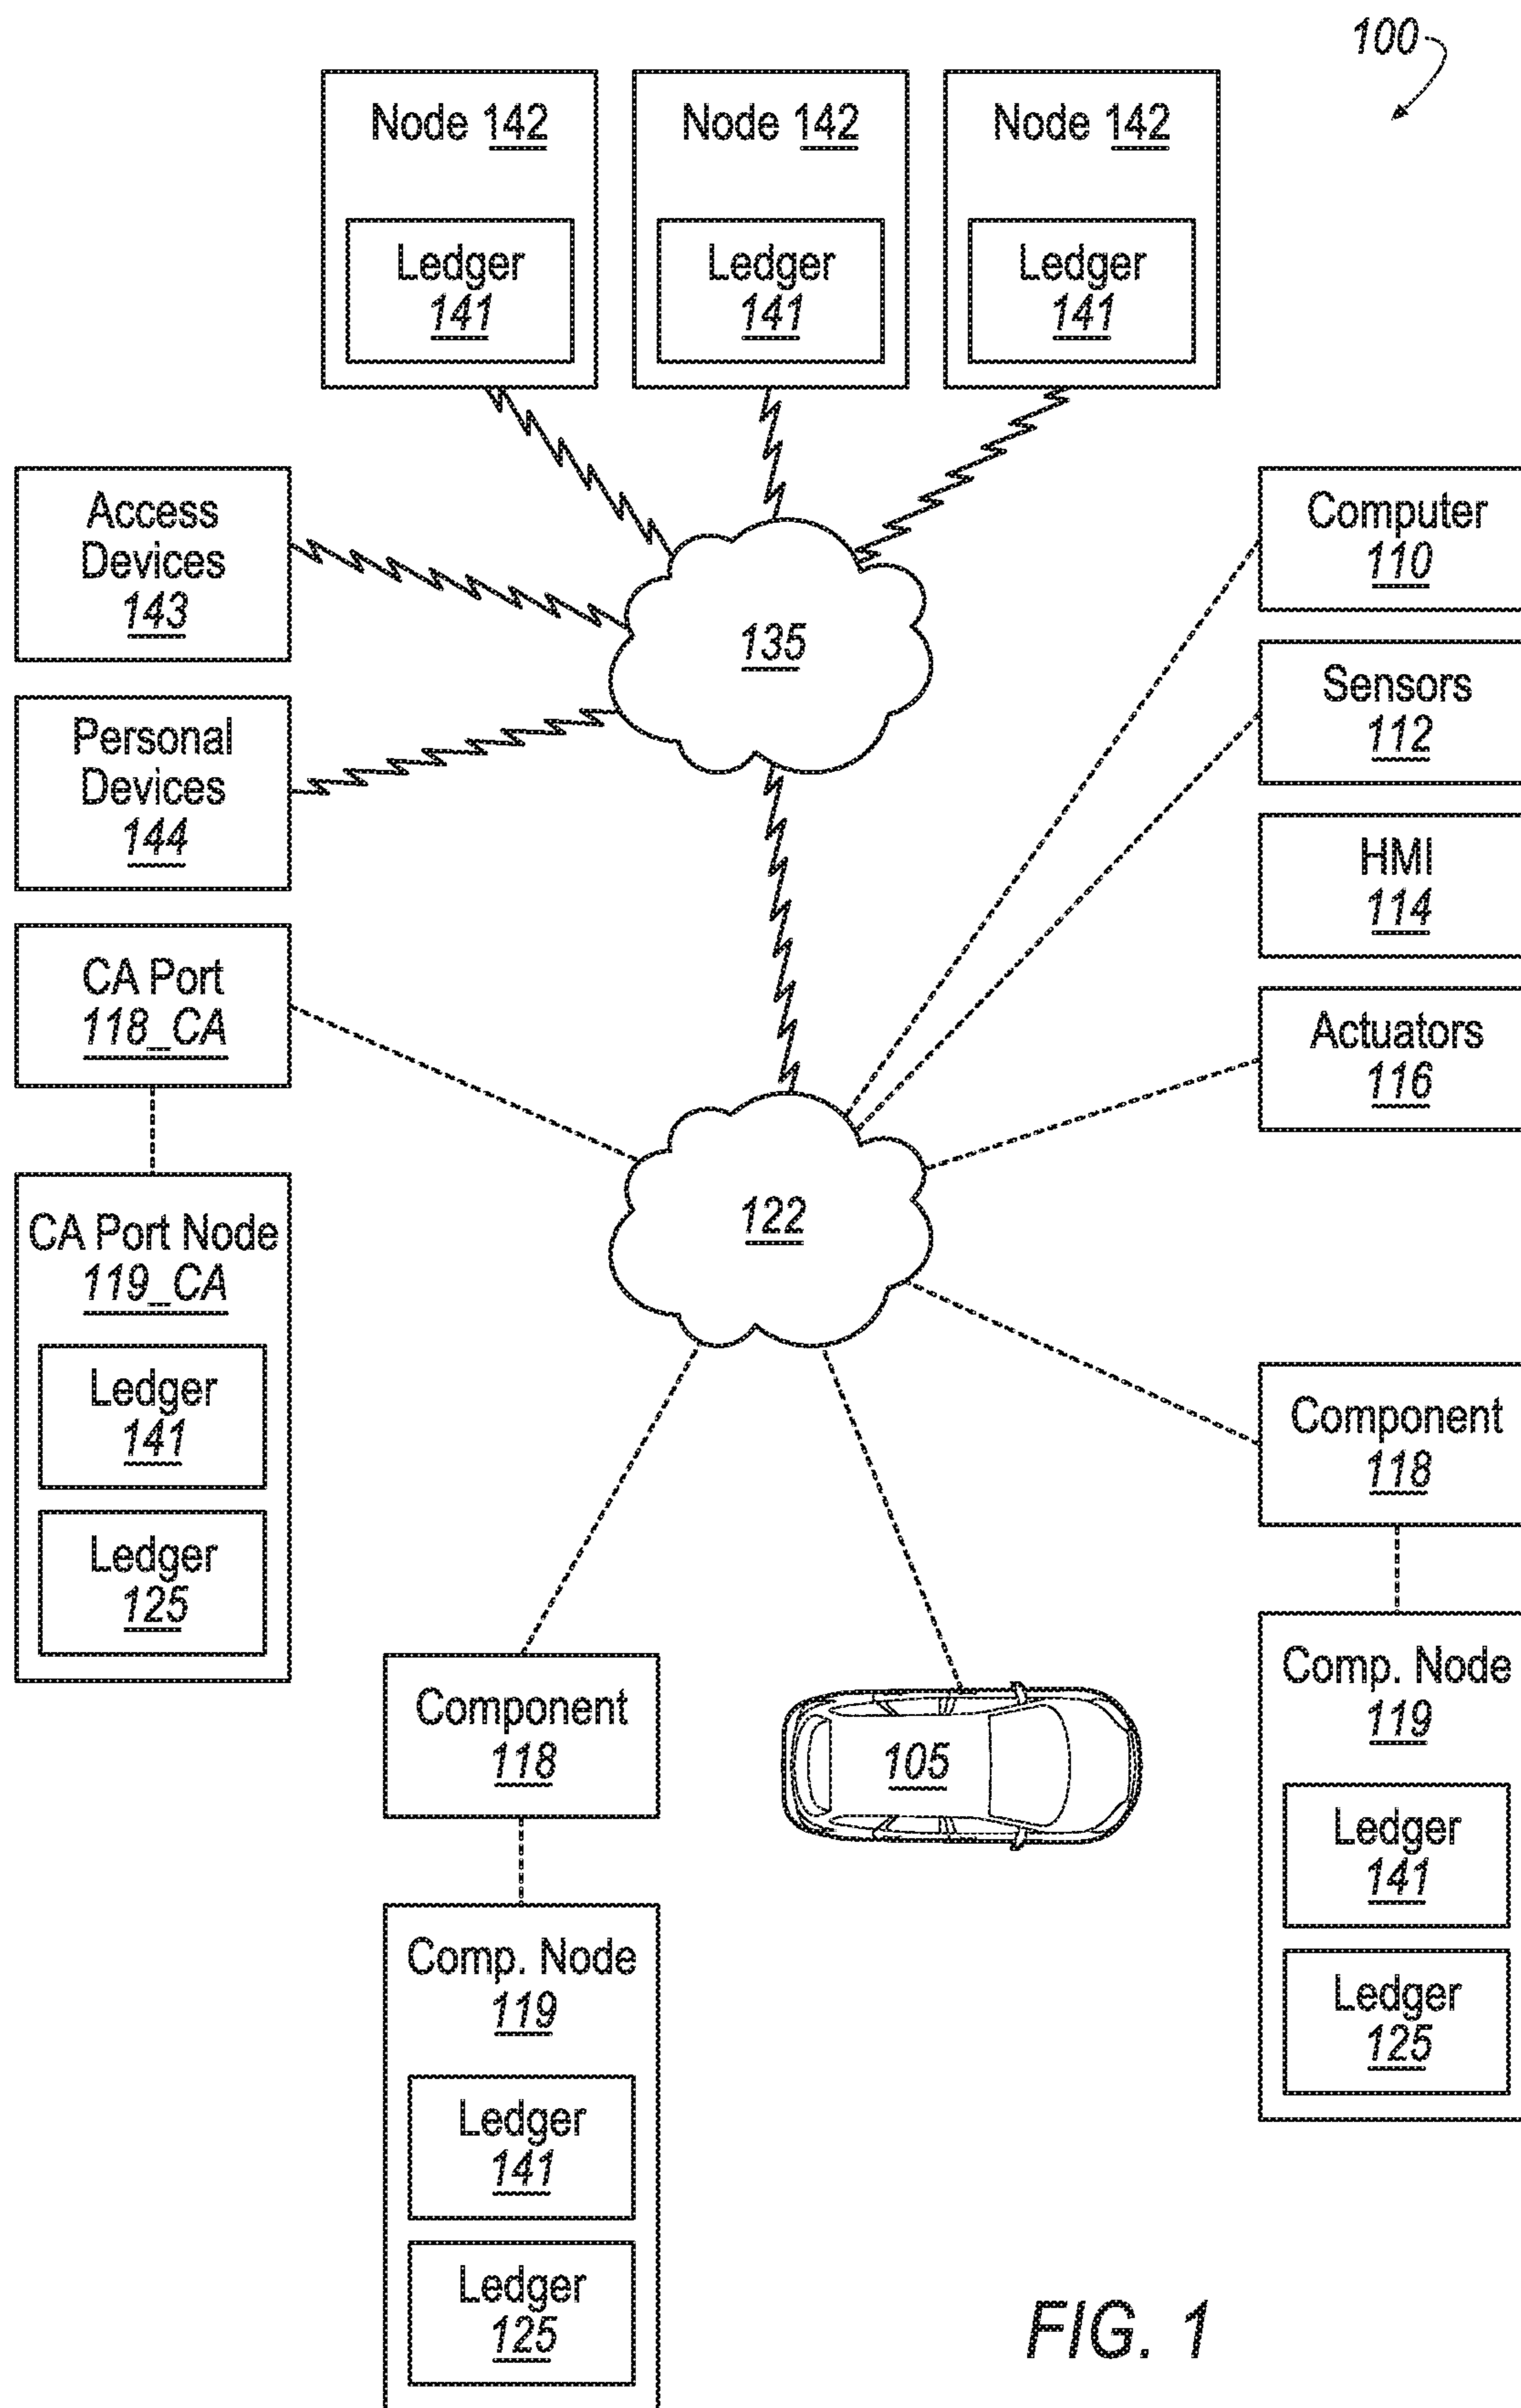 100
Node 142
Ledger
141
Node 142
Ledger
141
Node 142
Ledger
141
Access
Devices
143
Personal
Devices
144
135
Computer
110
Sensors
112
HMI
114
Actuators
116
CA Port
118_CA
CA Port Node
119_CA
Ledger
141
Ledger
125
122
Component
118
Comp. Node
119
Ledger
141
Ledger
125
105
Component
118
Comp. Node
119
Ledger
141
Ledger
125
FIG. 1